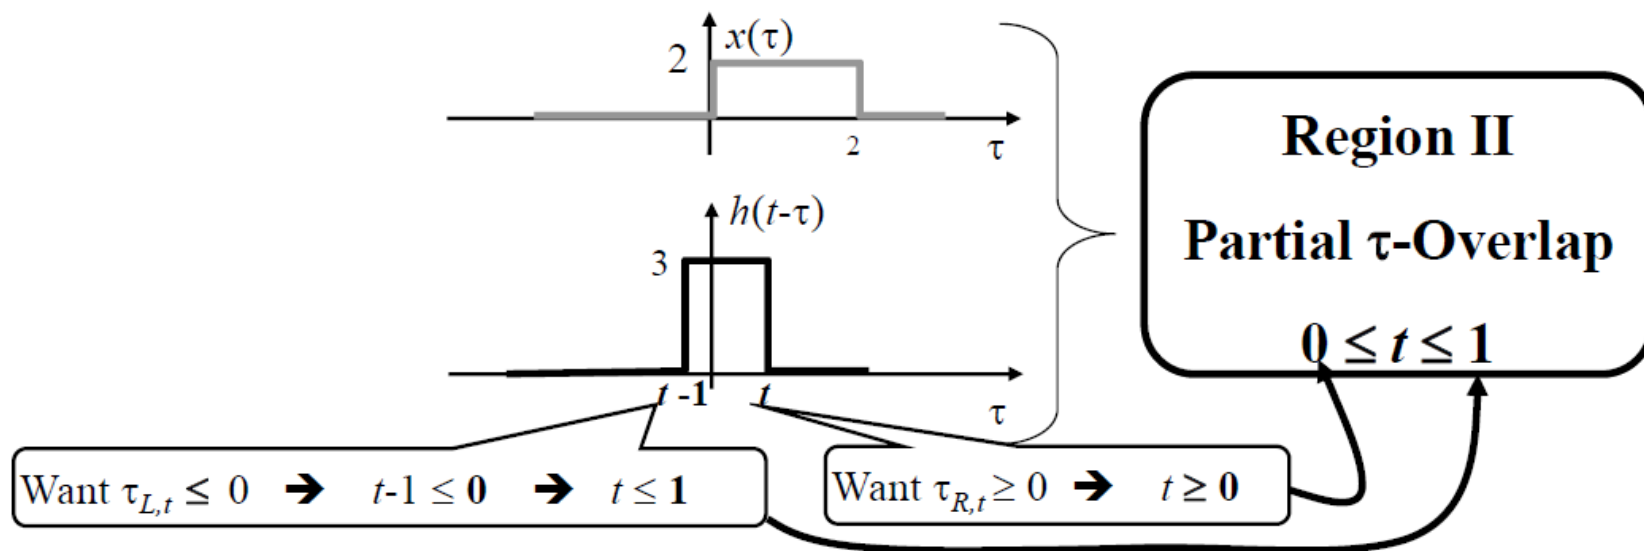 x(τ)
2
2
τ
h(t-τ)
3
t -1
t
τ
Region II
Partial τ-Overlap
0 ≤ t ≤ 1
Want τL,t ≤ 0 ➔ t-1 ≤ 0 ➔ t ≤ 1
Want τR,t ≥ 0 ➔ t ≥ 0